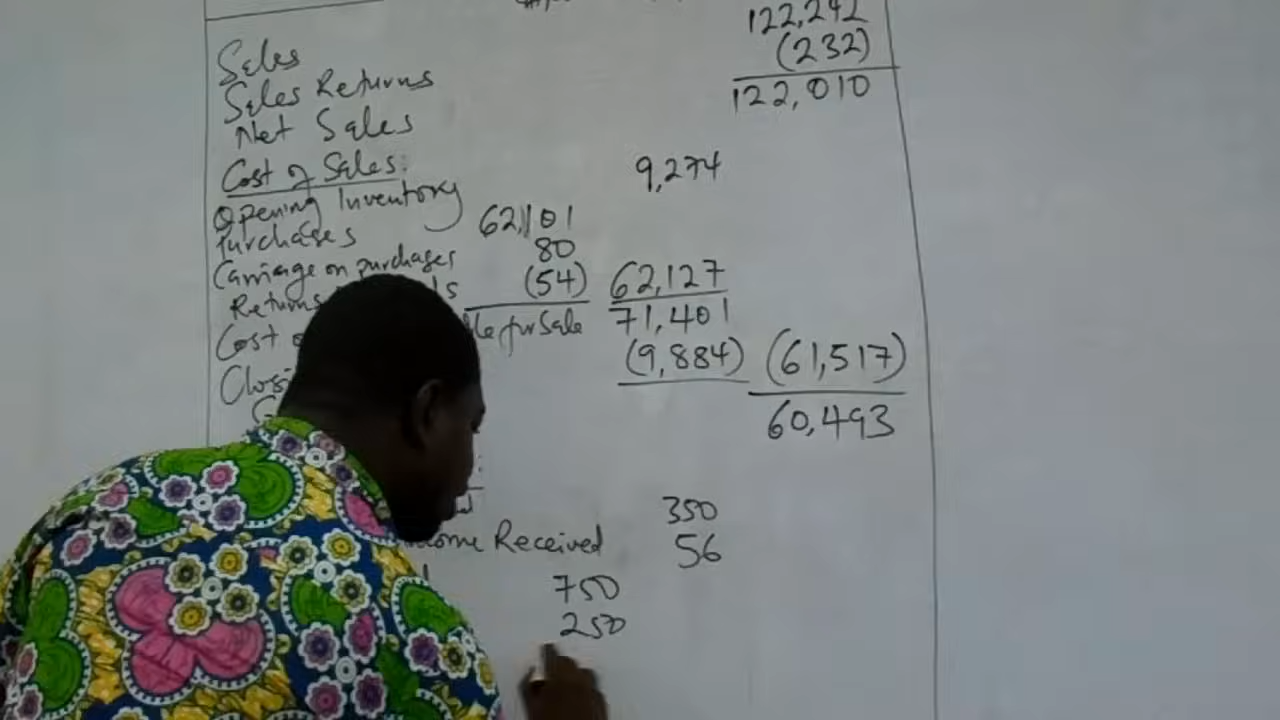 Sales 122,242
Sales Returns (232)
Net Sales 122,010
Cost of Sales:
Opening Inventory 9,274
Purchases 62,101
Carriage on purchases 80
Returns (54) 62,127
Cost for Sale 71,401
(9,884) (61,517)
60,493
350
Received 56
750
250